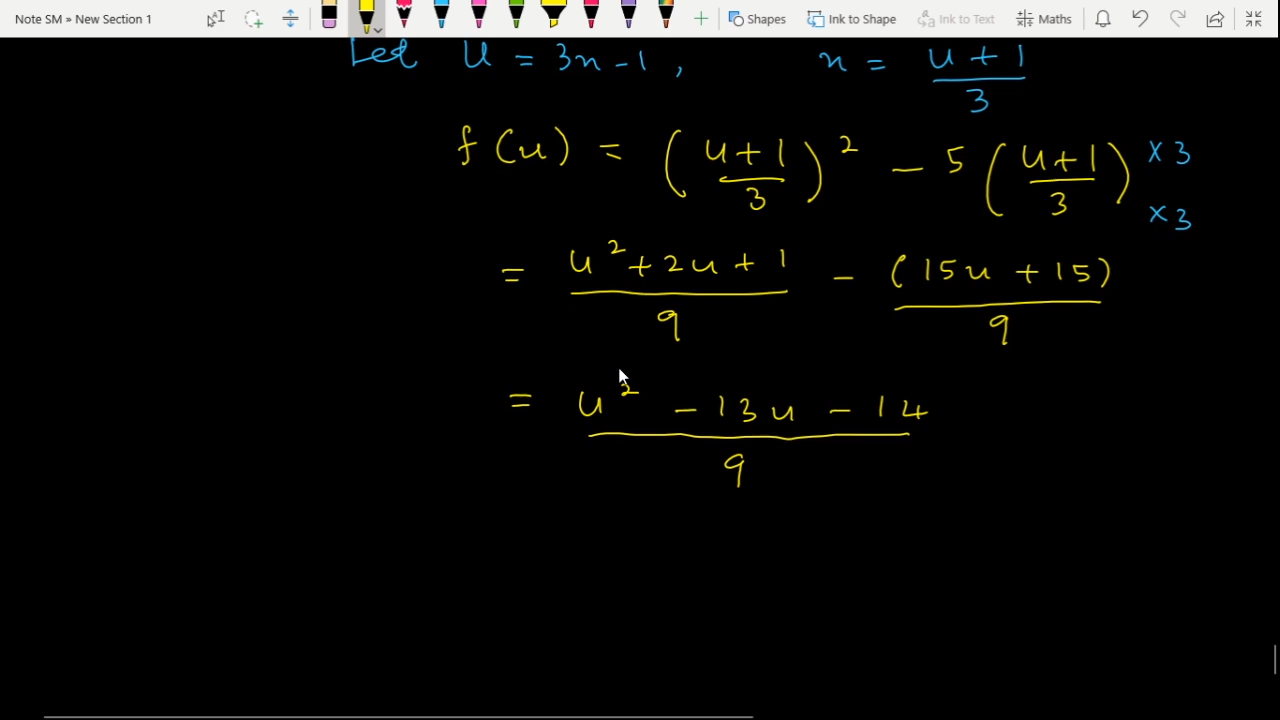 Note SM » New Section 1 Shapes Ink to Shape Ink to Text Maths
Let u = 3x - 1 , x = (u + 1)/3
f(u) = ((u+1)/3)² - 5((u+1)/3) ×3 ×3
= (u² + 2u + 1)/9 - (15u + 15)/9
= (u² - 13u - 14)/9